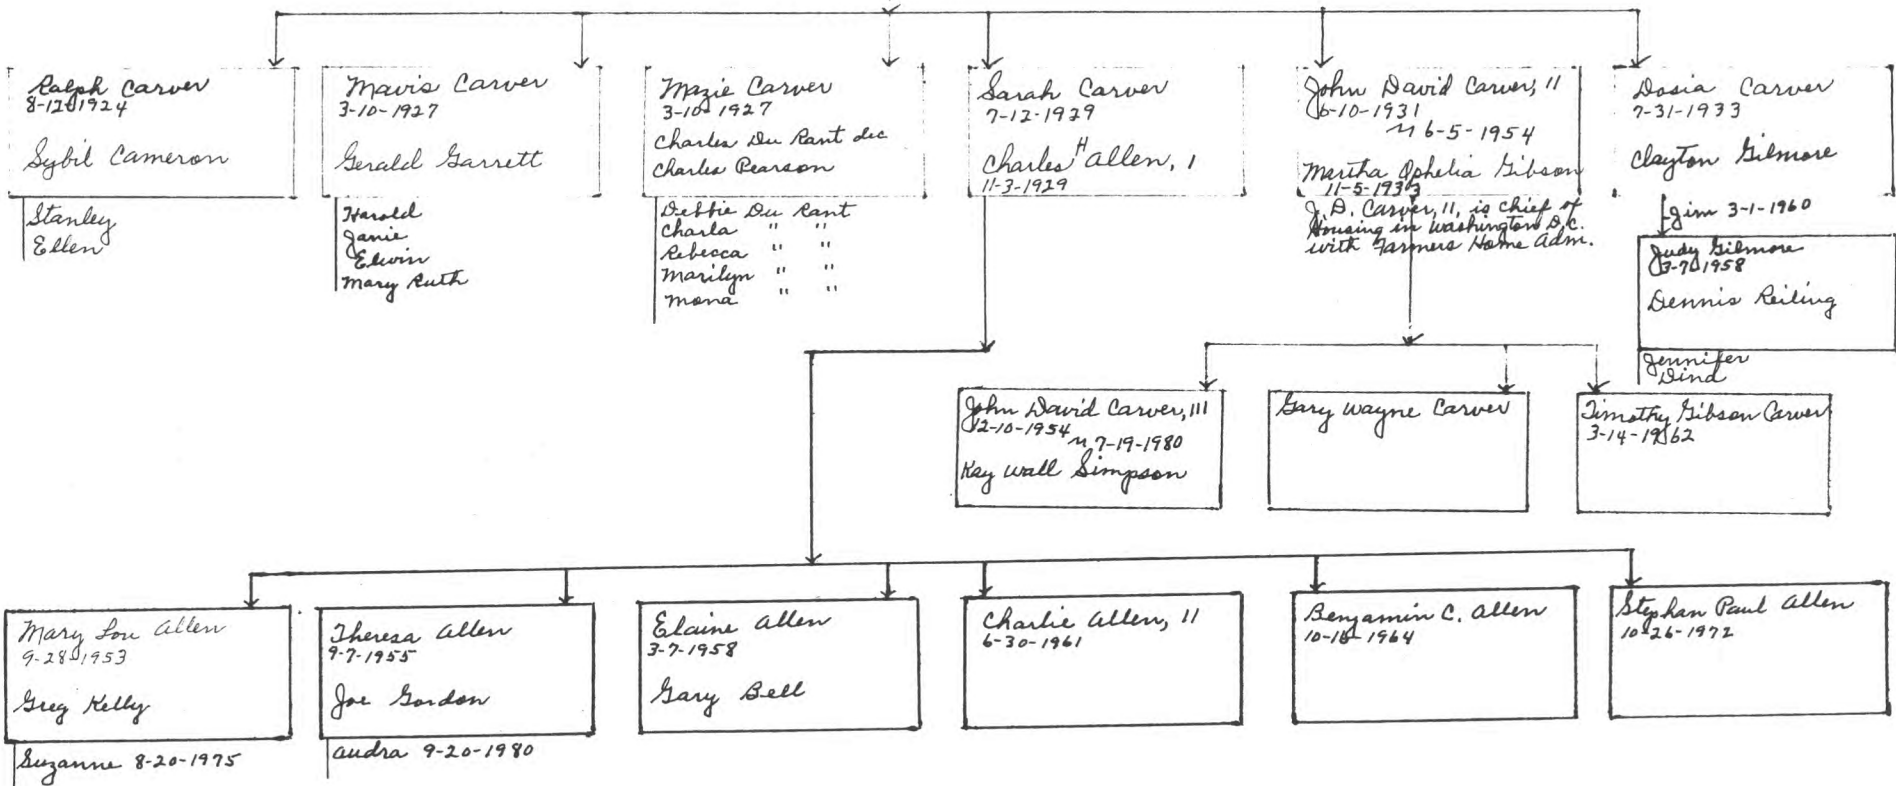 Ralph Carver
8-12-1924
Sybil Cameron
Stanley
Ellen
Mavis Carver
3-10-1927
Gerald Garrett
Harold
Janie
Elwin
Mary Ruth
Mazie Carver
3-10-1927
Charles Du Rant dec
Charles Pearson
Debbie Du Rant
Charla " "
Rebecca " "
Marilyn " "
Mona " "
Sarah Carver
7-12-1929
Charles H Allen, I
11-3-1929
John David Carver, II
6-10-1931
m 6-5-1954
Martha Ophelia Gibson
11-5-1933
J. D. Carver, II, is chief of
Housing in Washington D.C.
with Farmers Home Adm.
Dosia Carver
7-31-1933
Clayton Gilmore
Jim 3-1-1960
Judy Gilmore
3-7-1958
Dennis Reiling
Jennifer
John David Carver, III
12-10-1954
m 7-19-1980
Kay Wall Simpson
Gary Wayne Carver
Timothy Gibson Carver
3-14-1962
Mary Lou Allen
9-28-1953
Greg Kelly
Suzanne 8-20-1975
Theresa Allen
9-7-1955
Joe Gordon
Audra 9-20-1980
Elaine Allen
3-7-1958
Gary Bell
Charlie Allen, II
6-30-1961
Benjamin C. Allen
Stephan Paul Allen
10-26-1972